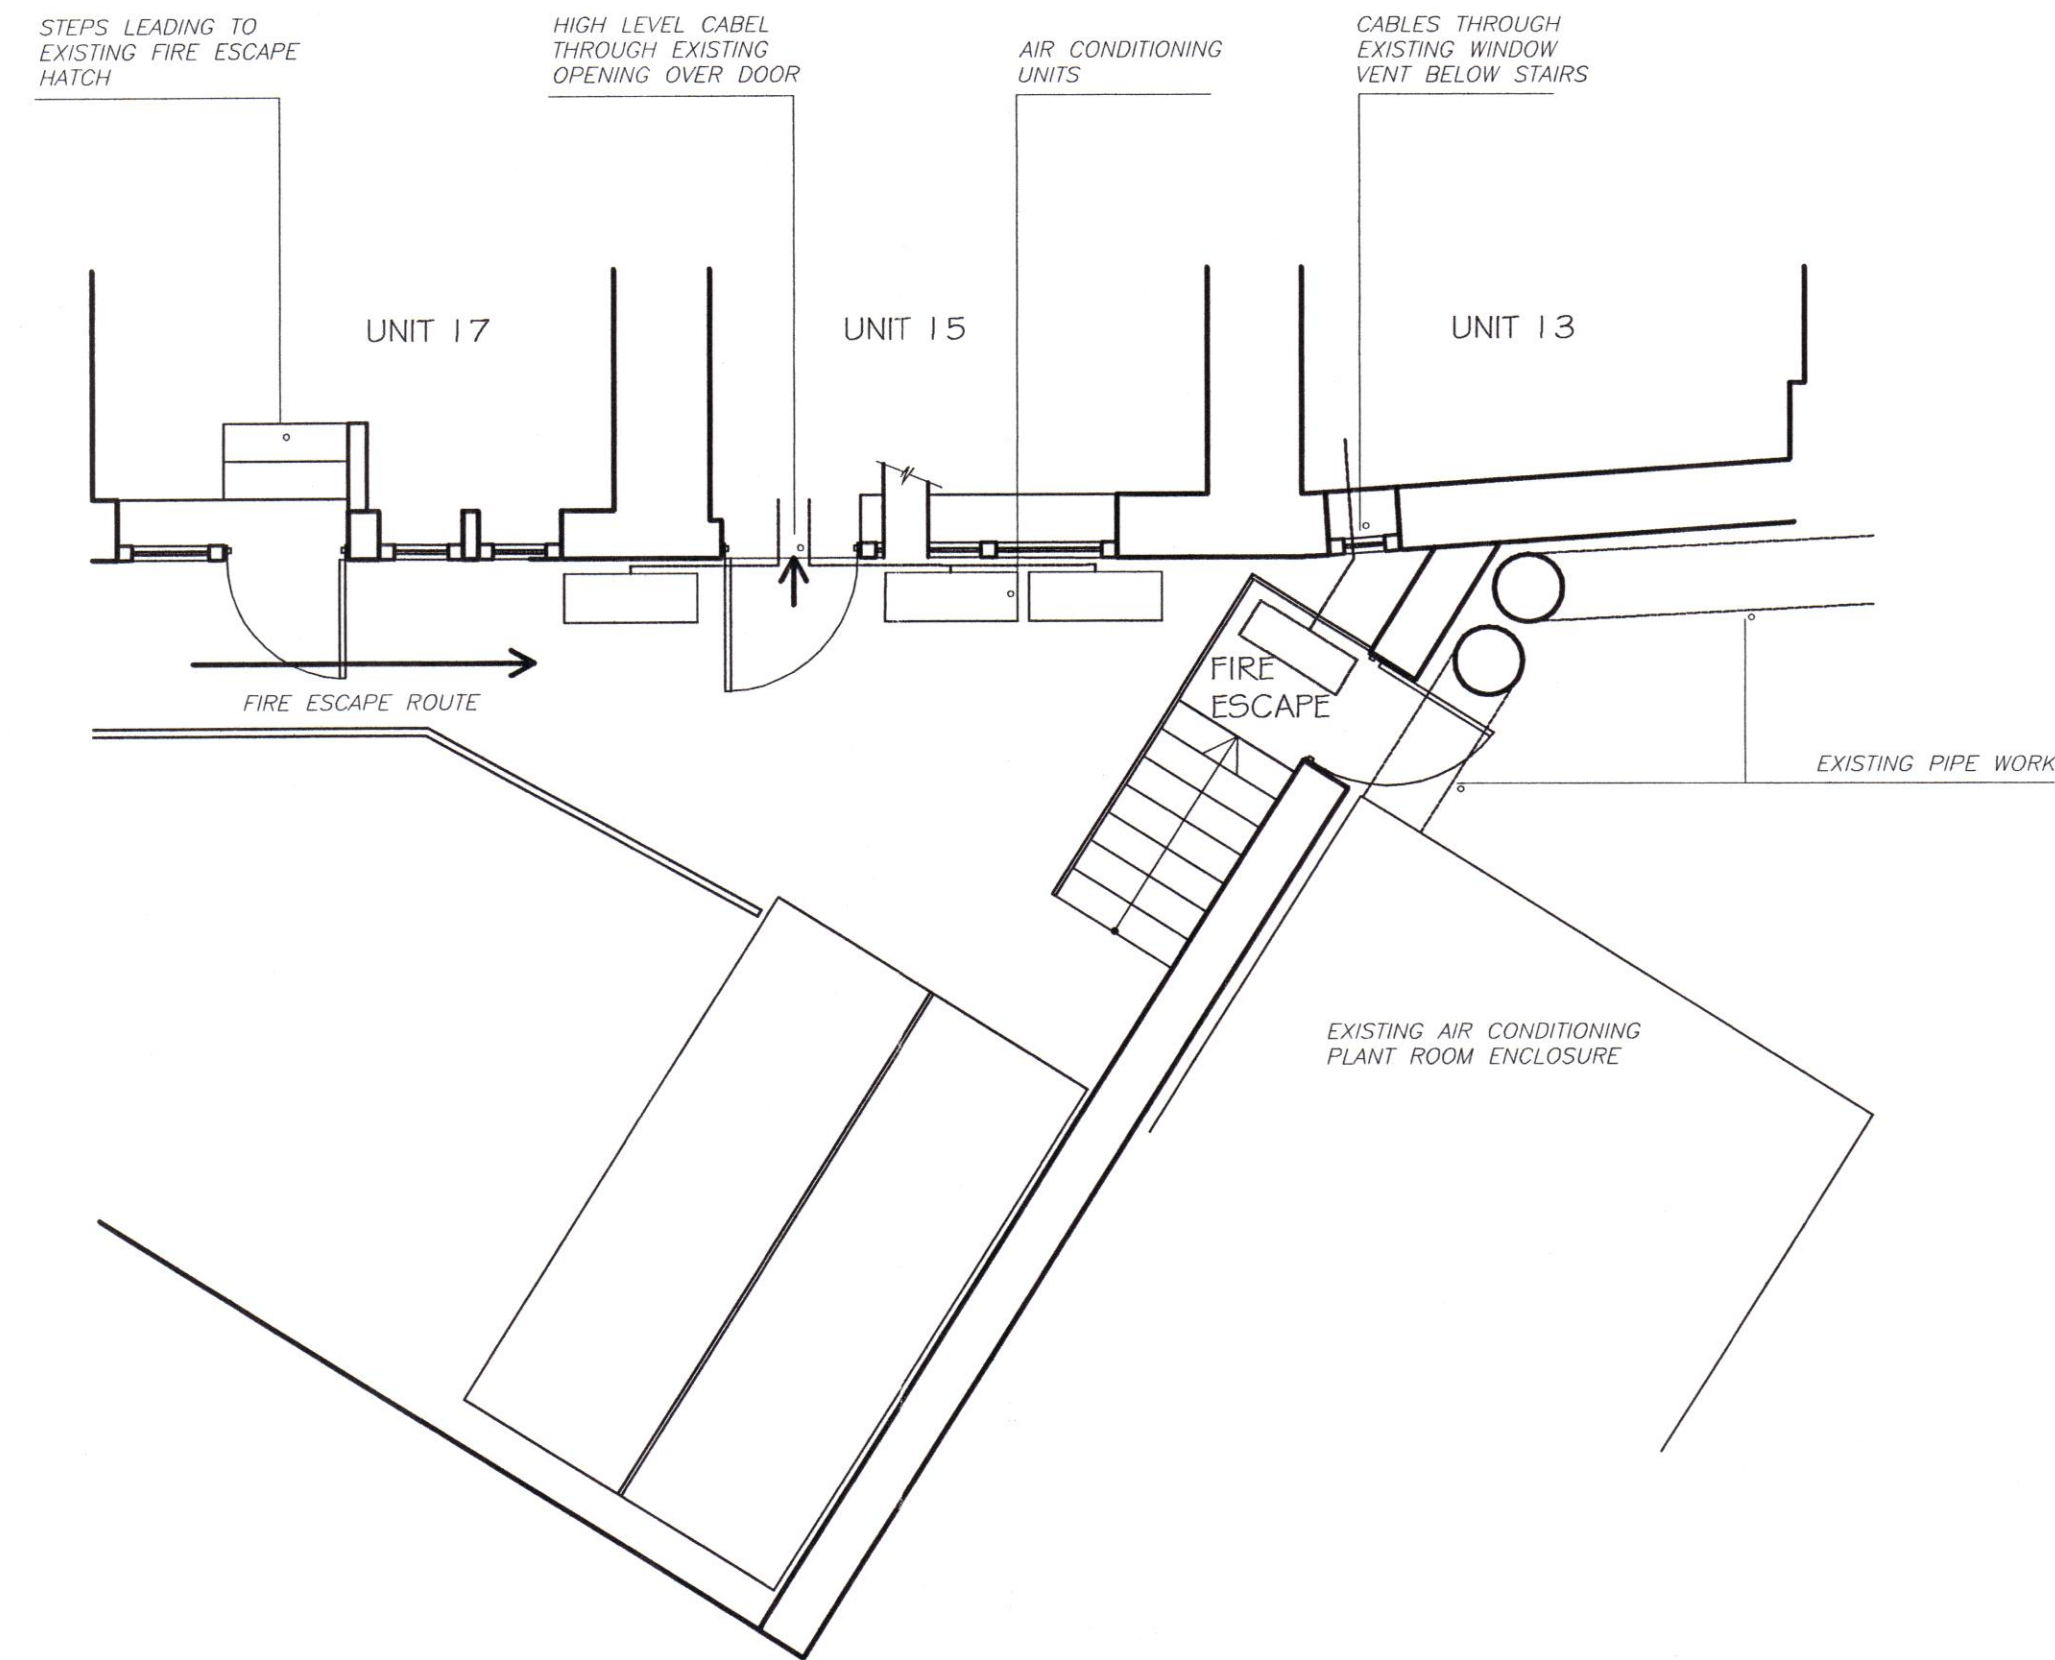 STEPS LEADING TO
EXISTING FIRE ESCAPE
HATCH
HIGH LEVEL CABEL
THROUGH EXISTING
OPENING OVER DOOR
AIR CONDITIONING
UNITS
CABLES THROUGH
EXISTING WINDOW
VENT BELOW STAIRS
UNIT 17
UNIT 15
UNIT 13
FIRE
ESCAPE
FIRE ESCAPE ROUTE
EXISTING PIPE WORK
EXISTING AIR CONDITIONING
PLANT ROOM ENCLOSURE